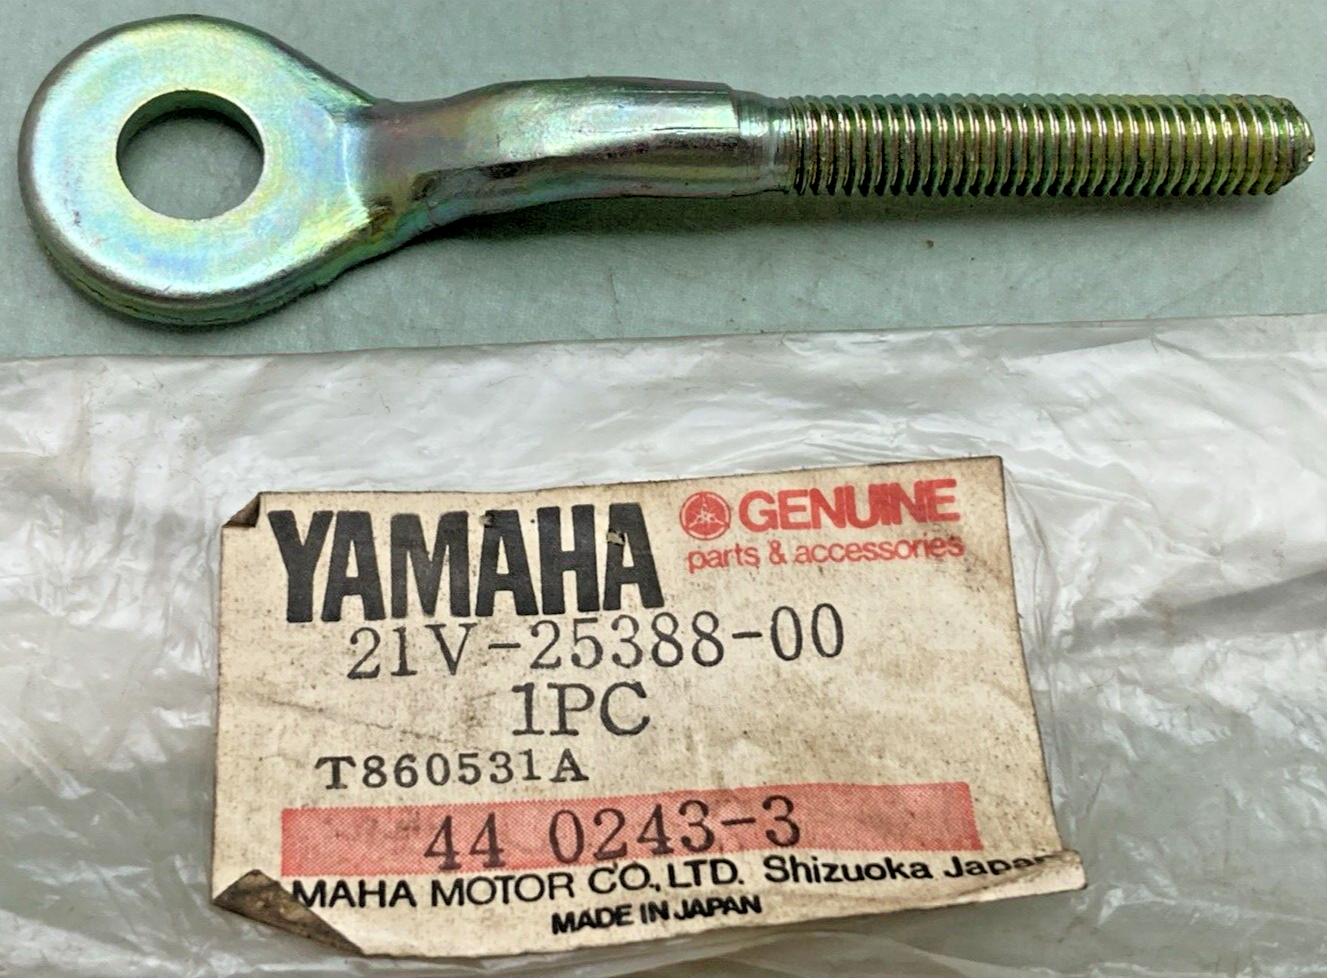 YAMAHA GENUINE
parts & accessories
21V-25388-00
1PC
T860531A
44 0243-3
MAHA MOTOR CO., LTD. Shizuoka Japan
MADE IN JAPAN